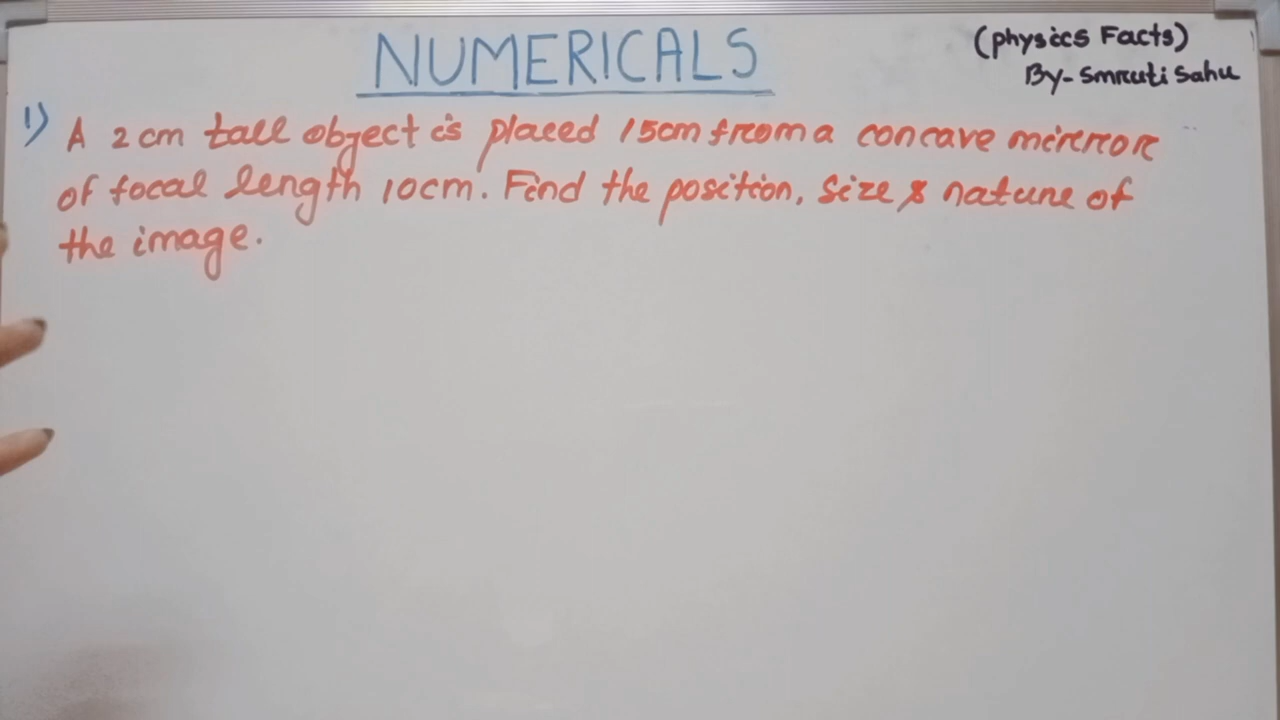 NUMERICALS
(physics Facts)
By- Smruti Sahu
1) A 2cm tall object is placed 15cm from a concave mirror
of focal length 10cm. Find the position, size & nature of
the image.